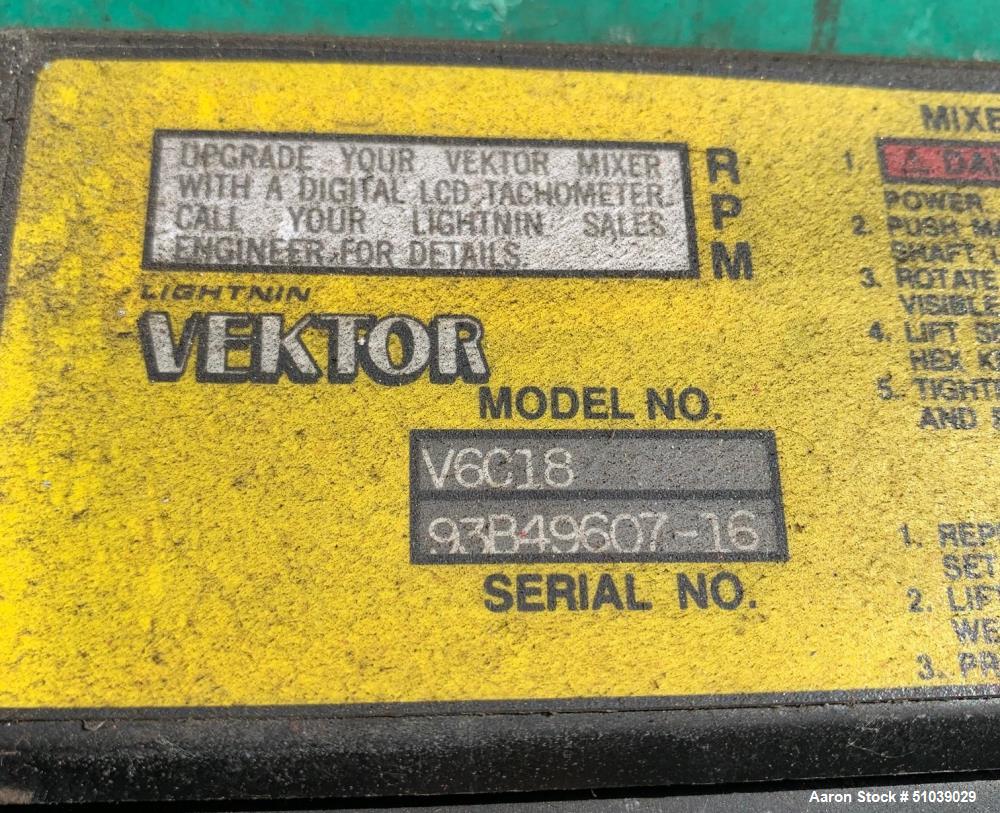 UPGRADE YOUR VEKTOR MIXER
WITH A DIGITAL LCD TACHOMETER.
CALL YOUR LIGHTNIN SALES
ENGINEER FOR DETAILS.
R
P
M
LIGHTNIN
VEKTOR
MODEL NO.
V6C18
93B49607-16
SERIAL NO.
1.
POWER
2. PUSH
SHAFT
3. ROTATE
VISIBLE
4. LIFT
HEX
5.
AND
1.
SET
2.
3.
Aaron Stock # 51039029